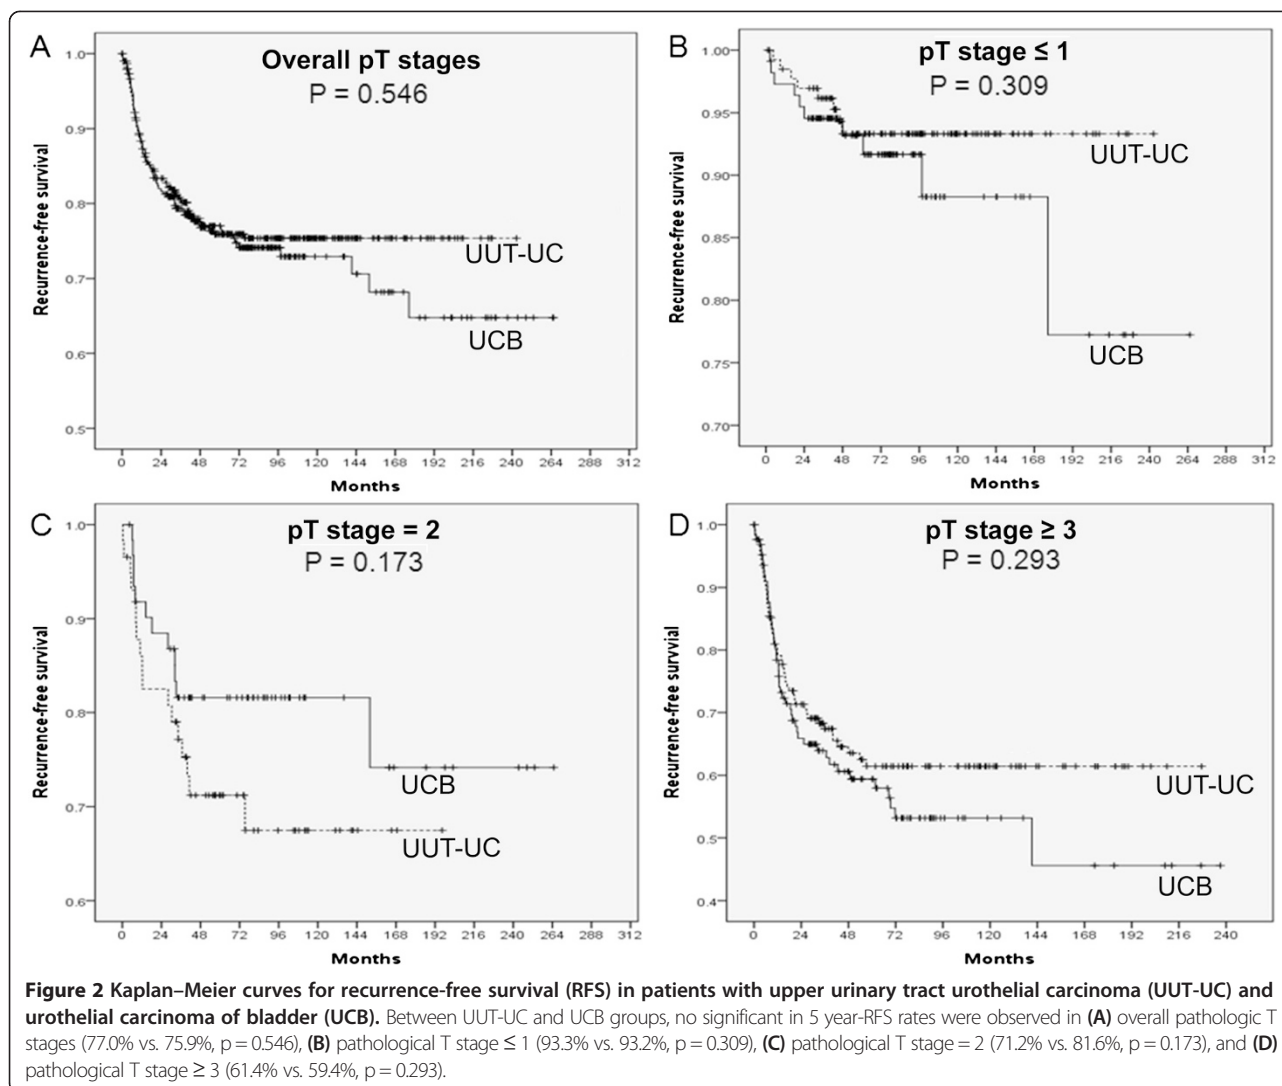 A
Overall pT stages
P = 0.546
Recurrence-free survival
1.0
0.9
0.8
0.7
0.6
0.5
UUT-UC
UCB
0 24 48 72 96 120 144 168 192 216 240 264 288 312
Months
B
pT stage ≤ 1
P = 0.309
Recurrence-free survival
1.00
0.95
0.90
0.85
0.80
0.75
0.70
UUT-UC
UCB
0 24 48 72 96 120 144 168 192 216 240 264 288 312
Months
C
pT stage = 2
P = 0.173
Recurrence-free survival
1.0
0.9
0.8
0.7
0.6
UCB
UUT-UC
0 24 48 72 96 120 144 168 192 216 240 264 288 312
Months
D
pT stage ≥ 3
P = 0.293
Recurrence-free survival
1.0
0.9
0.8
0.7
0.6
0.5
0.4
UUT-UC
UCB
0 24 48 72 96 120 144 168 192 216 240
Months
Figure 2 Kaplan–Meier curves for recurrence-free survival (RFS) in patients with upper urinary tract urothelial carcinoma (UUT-UC) and
urothelial carcinoma of bladder (UCB). Between UUT-UC and UCB groups, no significant in 5 year-RFS rates were observed in (A) overall pathologic T
stages (77.0% vs. 75.9%, p = 0.546), (B) pathological T stage ≤ 1 (93.3% vs. 93.2%, p = 0.309), (C) pathological T stage = 2 (71.2% vs. 81.6%, p = 0.173), and (D)
pathological T stage ≥ 3 (61.4% vs. 59.4%, p = 0.293).